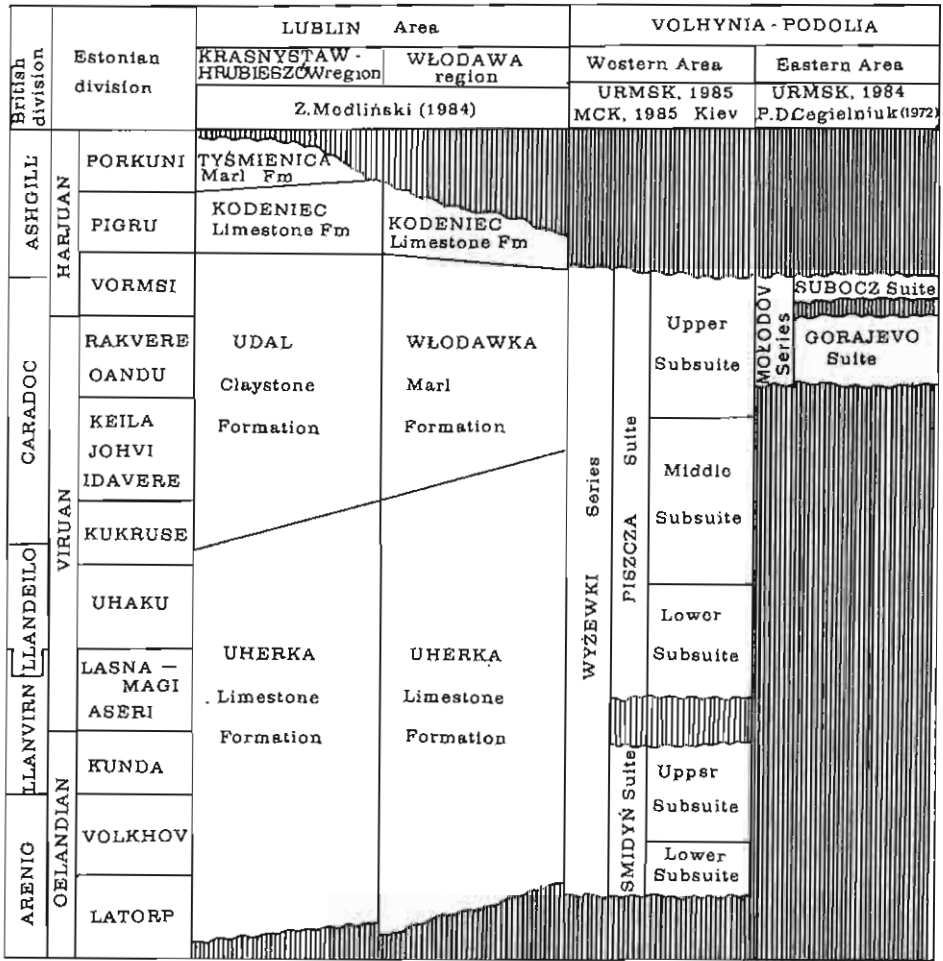 British division
Estonian division
LUBLIN Area
VOLHYNIA - PODOLIA
KRASNYSTAW -
HRUBIESZÓW region
WŁODAWA
region
Western Area
Eastern Area
Z. Modliński (1984)
URMSK, 1985
MCK, 1985 Kiev
URMSK, 1984
P.D.Cegielniuk (1972)
ASHGILL
CARADOC
LLANDEILO
LLANVIRN
ARENIG
HARJUAN
VIRUAN
OELANDIAN
PORKUNI
PIGRU
VORMSI
RAKVERE
OANDU
KEILA
JOHVI
IDAVERE
KUKRUSE
UHAKU
LASNA –
MAGI
ASERI
KUNDA
VOLKHOV
LATORP
TYŚMIENICA
Marl Fm
KODENIEC
Limestone Fm
UDAL
Claystone
Formation
UHERKA
Limestone
Formation
KODENIEC
Limestone Fm
WŁODAWKA
Marl
Formation
UHERKA
Limestone
Formation
WYŻEWKI Series
PISZCZA Suite
SMIDYŃ Suite
Upper
Subsuite
Middle
Subsuite
Lower
Subsuite
Upper
Subsuite
Lower
Subsuite
MOŁODÓV
Series
SUBOCZ Suite
GORAJEVO
Suite